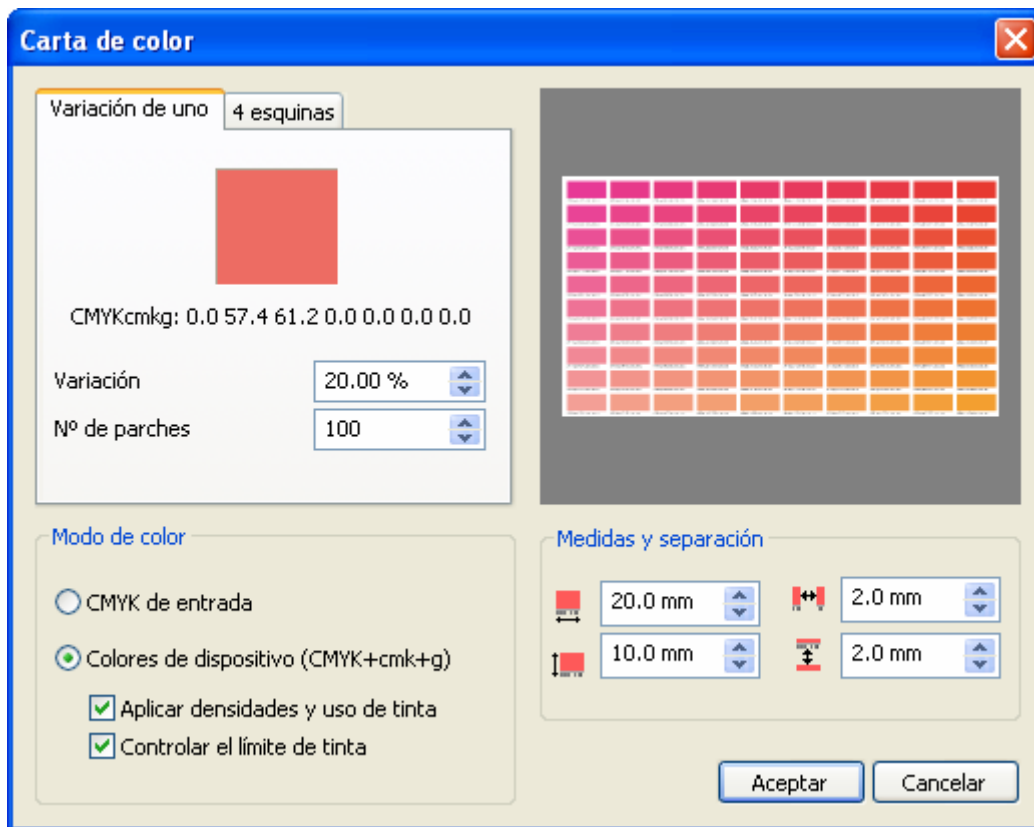 Carta de color
Variación de uno
4 esquinas
CMYKcmkg: 0.0 57.4 61.2 0.0 0.0 0.0 0.0
Variación
20.00 %
Nº de parches
100
Modo de color
CMYK de entrada
Colores de dispositivo (CMYK+cmk+g)
Aplicar densidades y uso de tinta
Controlar el límite de tinta
Medidas y separación
20.0 mm
2.0 mm
10.0 mm
2.0 mm
Aceptar
Cancelar